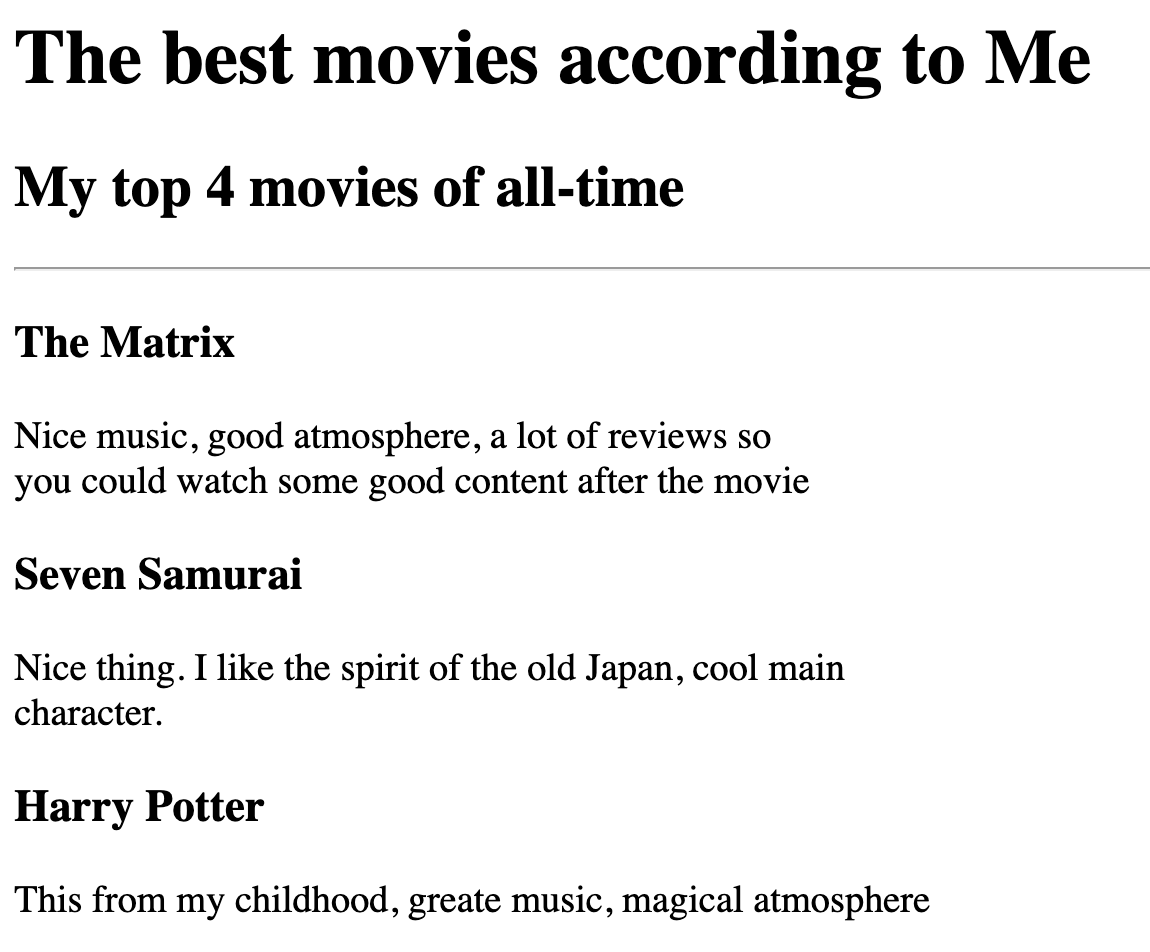 The best movies according to Me
My top 4 movies of all-time
The Matrix
Nice music, good atmosphere, a lot of reviews so
you could watch some good content after the movie
Seven Samurai
Nice thing. I like the spirit of the old Japan, cool main
character.
Harry Potter
This from my childhood, greate music, magical atmosphere